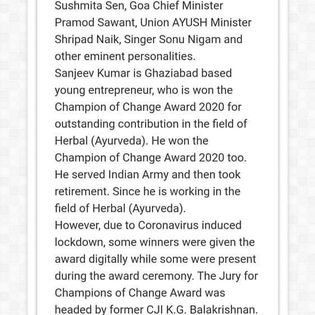 Sushmita Sen, Goa Chief Minister
Pramod Sawant, Union AYUSH Minister
Shripad Naik, Singer Sonu Nigam and
other eminent personalities.
Sanjeev Kumar is Ghaziabad based
young entrepreneur, who is won the
Champion of Change Award 2020 for
outstanding contribution in the field of
Herbal (Ayurveda). He won the
Champion of Change Award 2020 too.
He served Indian Army and then took
retirement. Since he is working in the
field of Herbal (Ayurveda).
However, due to Coronavirus induced
lockdown, some winners were given the
award digitally while some were present
during the award ceremony. The Jury for
Champions of Change Award was
headed by former CJI K.G. Balakrishnan.